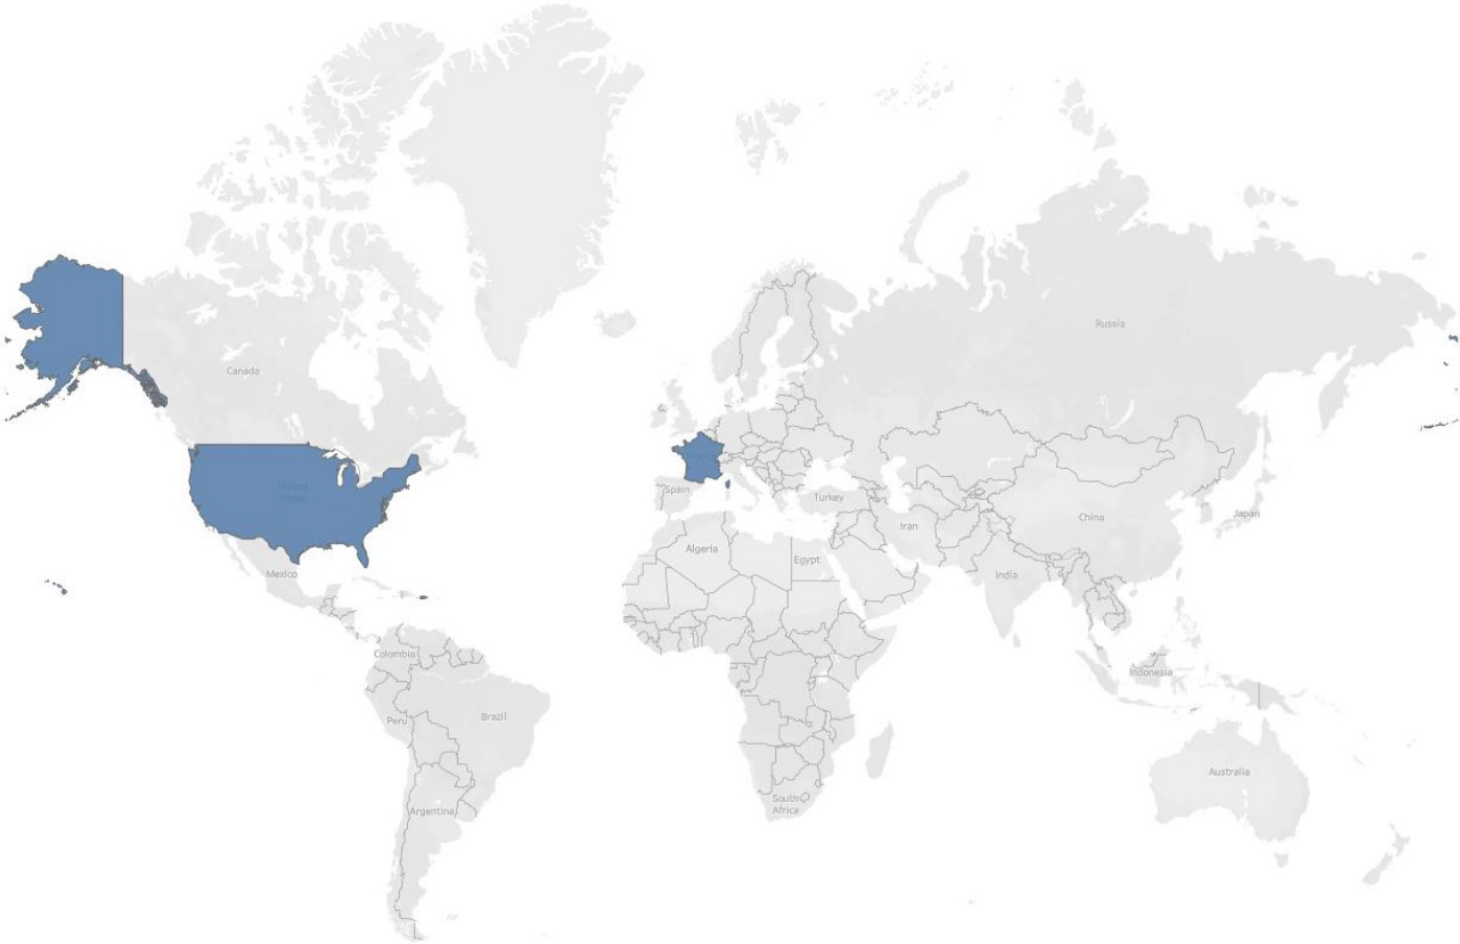 Russia
Canada
France
United
States
Spain
Turkey
Japan
China
Iran
Algeria
Egypt
Mexico
India
Colombia
Indonesia
Peru
Brazil
Australia
South
Africa
Argentina